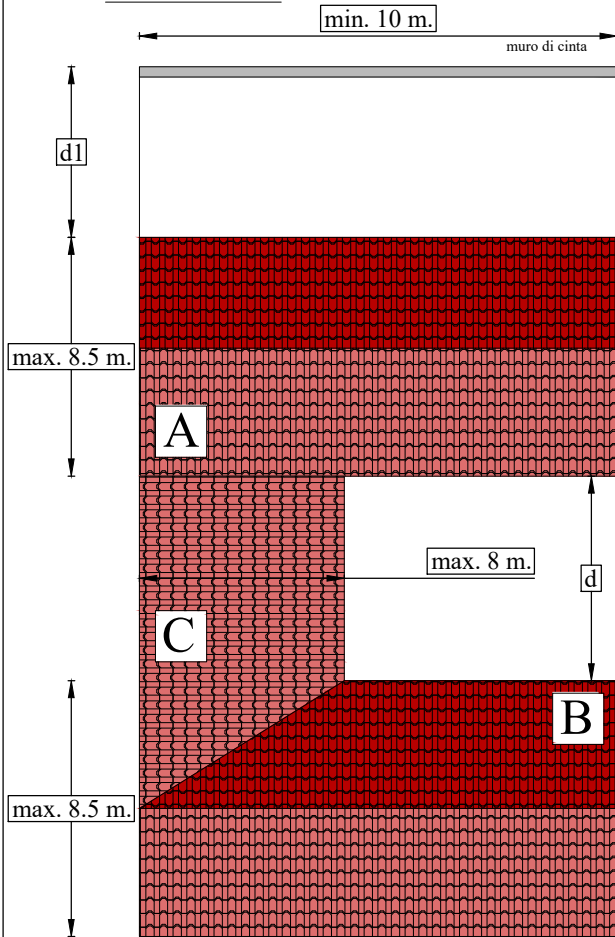 min. 10 m.
muro di cinta
d1
max. 8.5 m.
A
max. 8 m.
d
C
B
max. 8.5 m.